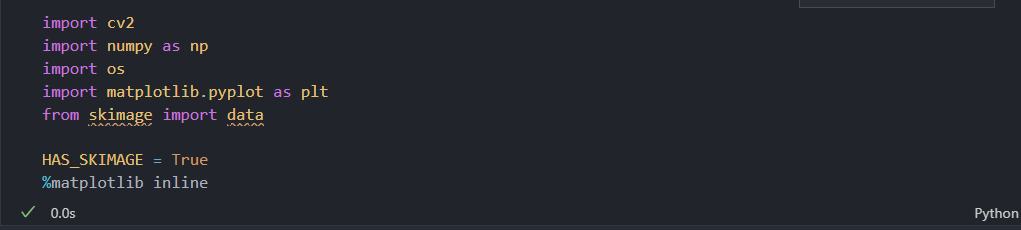 import cv2
import numpy as np
import os
import matplotlib.pyplot as plt
from skimage import data
HAS_SKIMAGE = True
%matplotlib inline
0.0s
Python